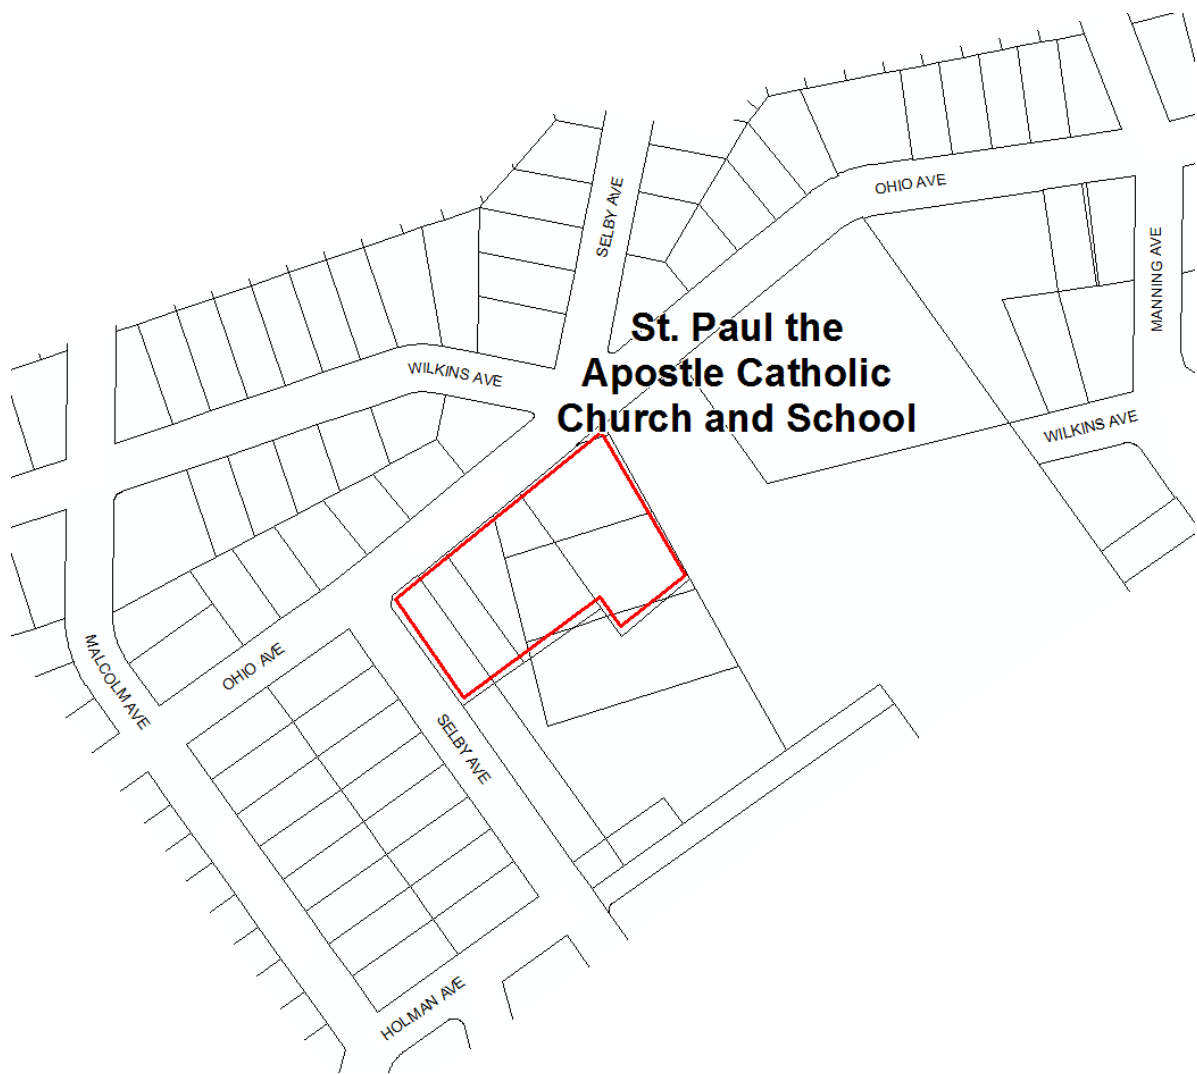 OHIO AVE
SELBY AVE
MANNING AVE
St. Paul the
Apostle Catholic
Church and School
WILKINS AVE
WILKINS AVE
MALCOLM AVE
OHIO AVE
SELBY AVE
HOLMAN AVE